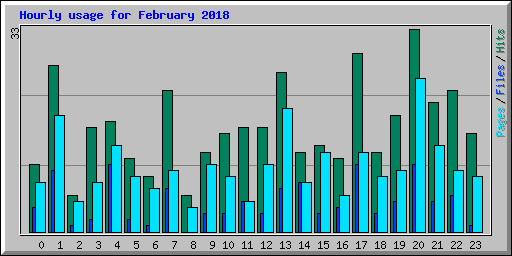 Hourly usage for February 2018
33
Pages/Files/Hits
0 1 2 3 4 5 6 7 8 9 10 11 12 13 14 15 16 17 18 19 20 21 22 23